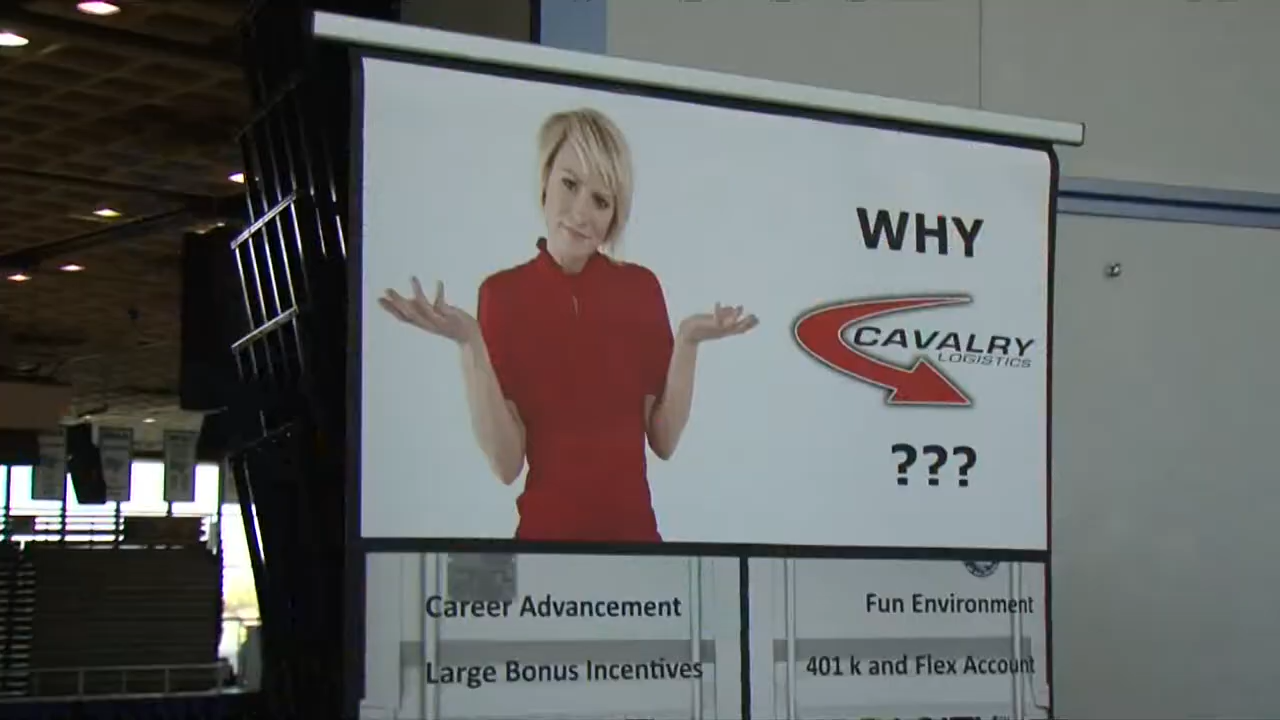 WHY
CAVALRY
LOGISTICS
???
Career Advancement
Fun Environment
Large Bonus Incentives
401 k and Flex Account